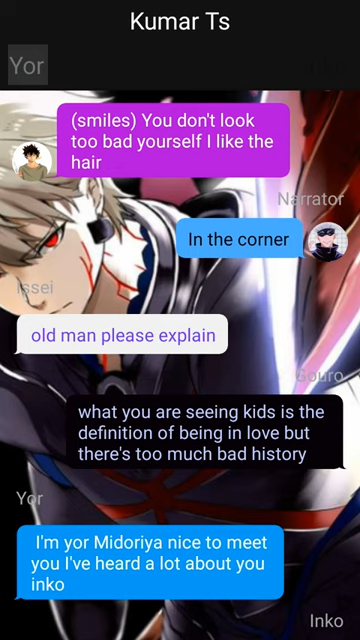 Kumar Ts
Yor
Inko
(smiles) You don't look
too bad yourself I like the
hair
Narrator
In the corner
issei
old man please explain
Gouro
what you are seeing kids is the
definition of being in love but
there's too much bad history
Yor
I'm yor Midoriya nice to meet
you I've heard a lot about you
inko
Inko